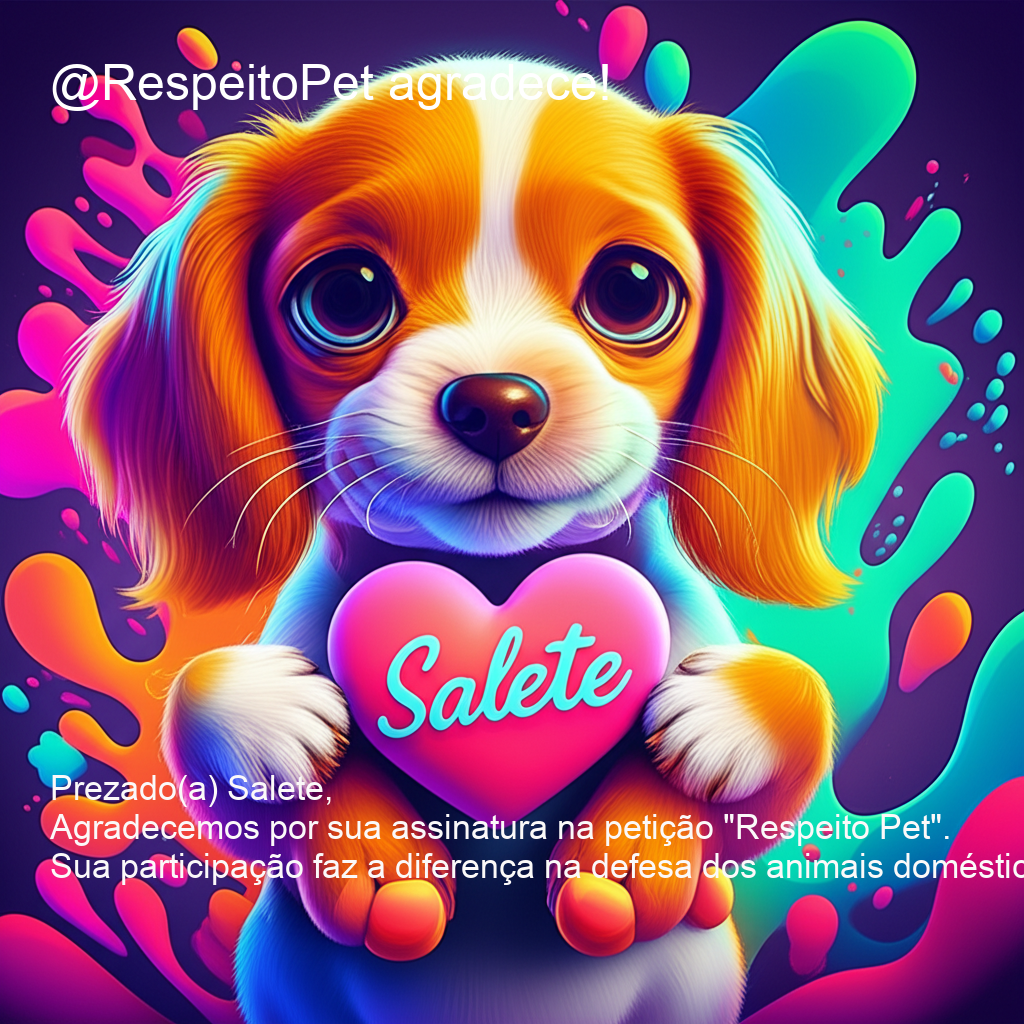 @RespeitoPet agradece!
Salete
Prezado(a) Salete,
Agradecemos por sua assinatura na petição "Respeito Pet".
Sua participação faz a diferença na defesa dos animais doméstic